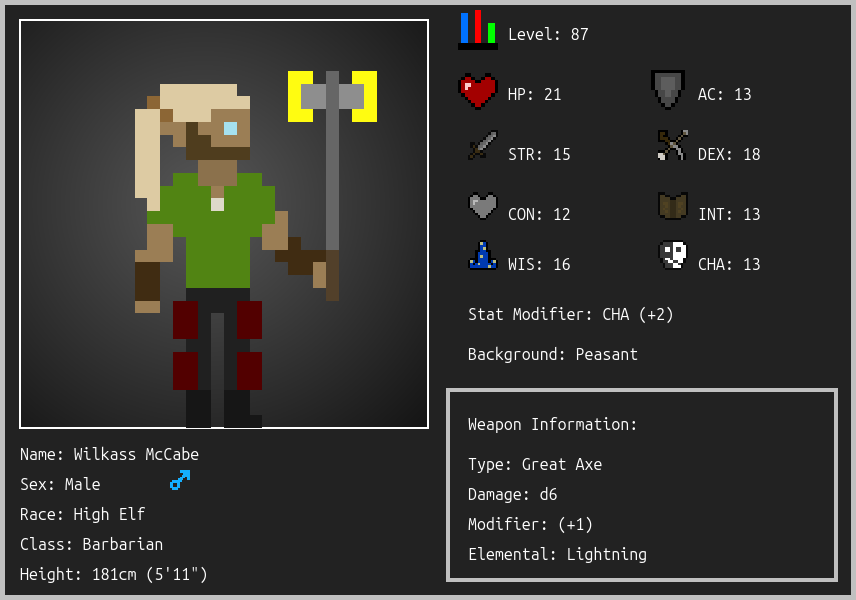 Level: 87
HP: 21
AC: 13
STR: 15
DEX: 18
CON: 12
INT: 13
WIS: 16
CHA: 13
Stat Modifier: CHA (+2)
Background: Peasant
Weapon Information:
Type: Great Axe
Damage: d6
Modifier: (+1)
Elemental: Lightning
Name: Wilkass McCabe
Sex: Male
Race: High Elf
Class: Barbarian
Height: 181cm (5'11")